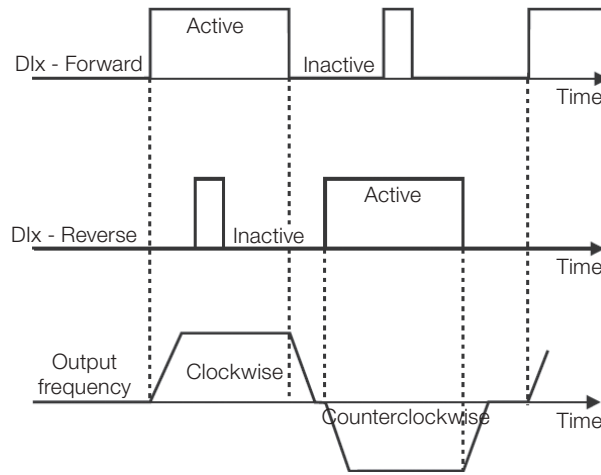 Active
DIx - Forward
Inactive
Time
Active
DIx - Reverse
Inactive
Time
Output
frequency
Clockwise
Counterclockwise
Time